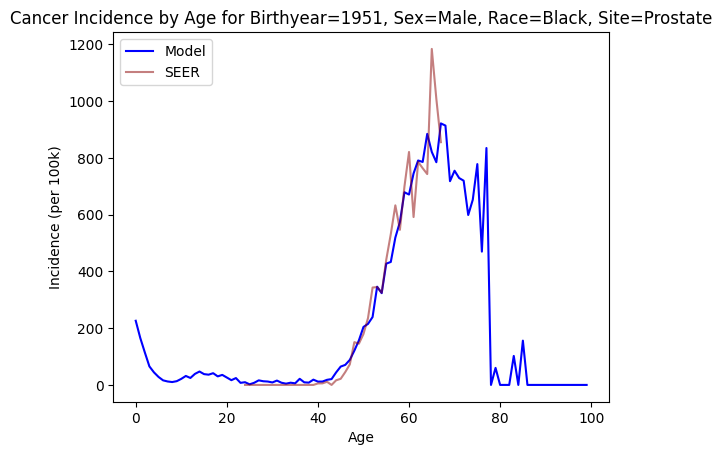 Cancer Incidence by Age for Birthyear=1951, Sex=Male, Race=Black, Site=Prostate
Model
SEER
1200
1000
800
600
400
200
0
Incidence (per 100k)
0 20 40 60 80 100
Age